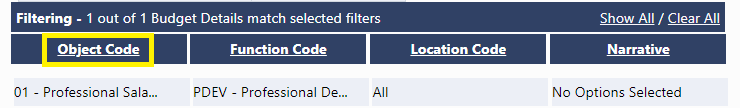 Filtering - 1 out of 1 Budget Details match selected filters Show All / Clear All
Object Code Function Code Location Code Narrative
01 - Professional Sala... PDEV - Professional De... All No Options Selected